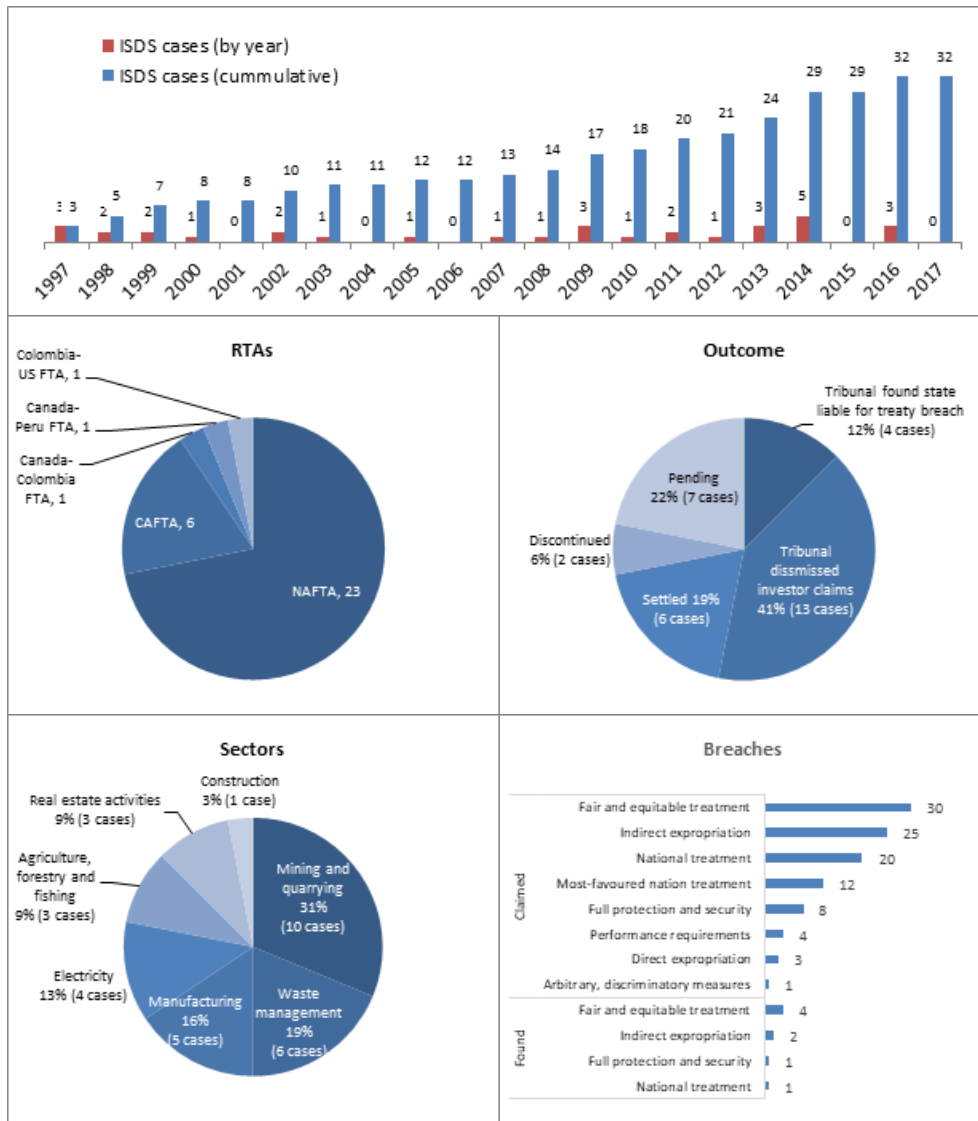 ISDS cases (by year)
ISDS cases (cummulative)
3 3 2 5 2 7 1 8 0 8 2 10 1 11 0 11 1 12 0 12 1 13 1 14 3 17 1 18 2 20 1 21 3 24 5 29 0 29 3 32 0 32
1997 1998 1999 2000 2001 2002 2003 2004 2005 2006 2007 2008 2009 2010 2011 2012 2013 2014 2015 2016 2017
RTAs
Colombia-
US FTA, 1
Canada-
Peru FTA, 1
Canada-
Colombia
FTA, 1
CAFTA, 6
NAFTA, 23
Outcome
Tribunal found state
liable for treaty breach
12% (4 cases)
Pending
22% (7 cases)
Discontinued
6% (2 cases)
Settled 19%
(6 cases)
Tribunal
dissmissed
investor claims
41% (13 cases)
Sectors
Construction
3% (1 case)
Real estate activities
9% (3 cases)
Agriculture,
forestry and
fishing
9% (3 cases)
Electricity
13% (4 cases)
Manufacturing
16%
(5 cases)
Waste
management
19%
(6 cases)
Mining and
quarrying
31%
(10 cases)
Breaches
Claimed
Fair and equitable treatment 30
Indirect expropriation 25
National treatment 20
Most-favoured nation treatment 12
Full protection and security 8
Performance requirements 4
Direct expropriation 3
Arbitrary, discriminatory measures 1
Found
Fair and equitable treatment 4
Indirect expropriation 2
Full protection and security 1
National treatment 1